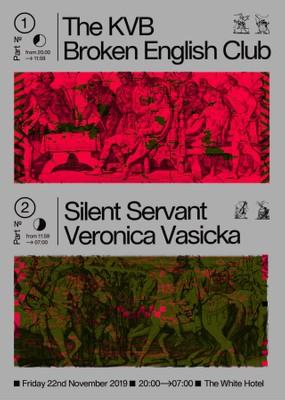 1
Part Nº
from 20:00
→ 11:59
The KVB
Broken English Club
2
Part Nº
from 11:59
→ 07:00
Silent Servant
Veronica Vasicka
■ Friday 22nd November 2019 ■ 20:00→07:00 ■ The White Hotel